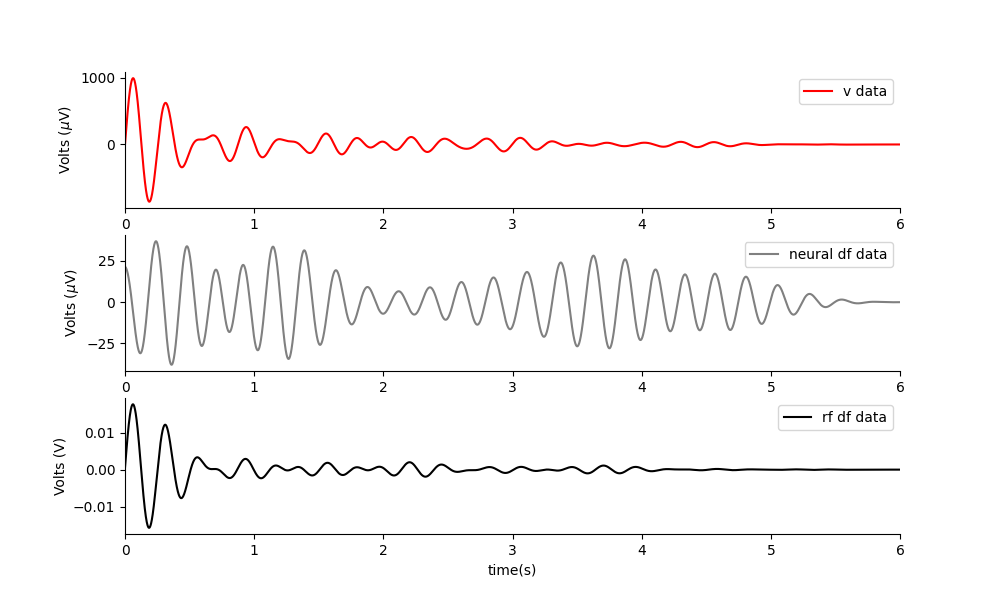 1000
0
Volts (μV)
v data
0 1 2 3 4 5 6
25
0
−25
Volts (μV)
neural df data
0 1 2 3 4 5 6
0.01
0.00
−0.01
Volts (V)
rf df data
0 1 2 3 4 5 6
time(s)